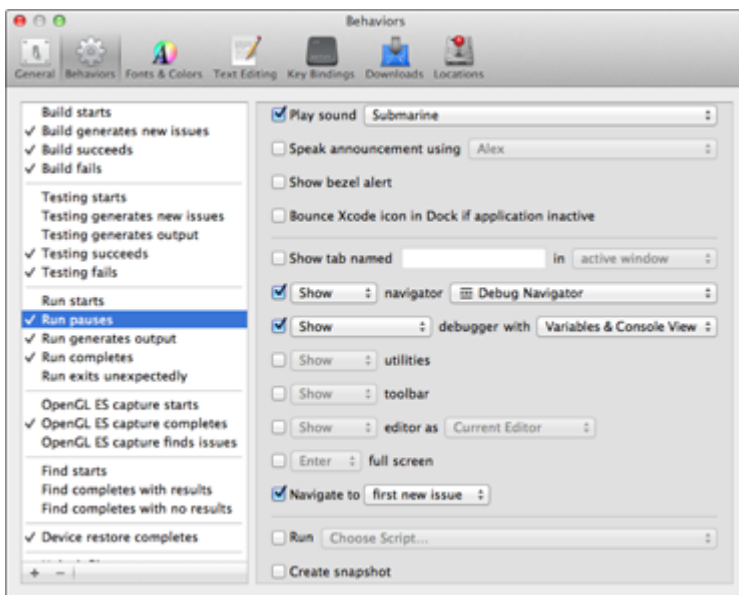 Behaviors
General Behaviors Fonts & Colors Text Editing Key Bindings Downloads Locations
Build starts
✓ Build generates new issues
✓ Build succeeds
✓ Build fails
Testing starts
Testing generates new issues
Testing generates output
✓ Testing succeeds
✓ Testing fails
Run starts
✓ Run pauses
✓ Run generates output
✓ Run completes
Run exits unexpectedly
OpenGL ES capture starts
✓ OpenGL ES capture completes
OpenGL ES capture finds issues
Find starts
Find completes with results
Find completes with no results
✓ Device restore completes
+ −
Play sound Submarine
Speak announcement using Alex
Show bezel alert
Bounce Xcode icon in Dock if application inactive
Show tab named in active window
Show navigator Debug Navigator
Show debugger with Variables & Console View
Show utilities
Show toolbar
Show editor as Current Editor
Enter full screen
Navigate to first new issue
Run Choose Script...
Create snapshot